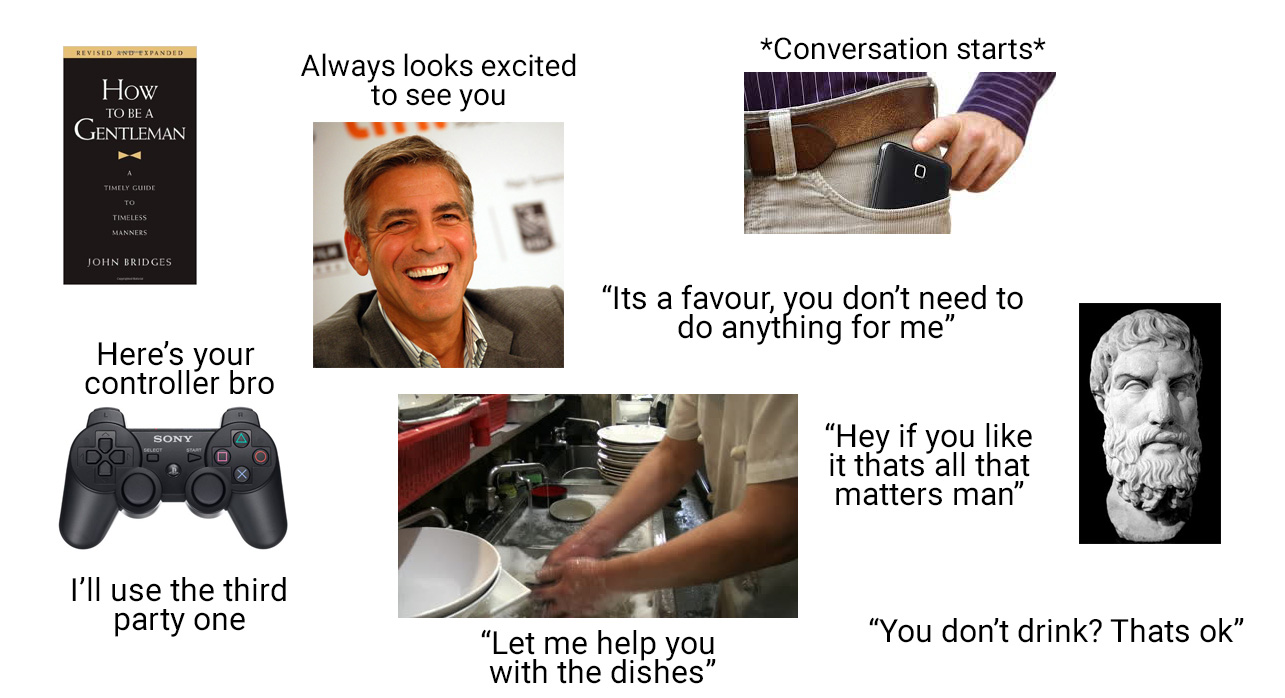 REVISED AND EXPANDED
HOW
TO BE A
GENTLEMAN
A
TIMELY GUIDE
TO
TIMELESS
MANNERS
JOHN BRIDGES
Always looks excited
to see you
*Conversation starts*
“Its a favour, you don’t need to
do anything for me”
Here’s your
controller bro
L
R
SONY
SELECT
START
I’ll use the third
party one
“Hey if you like
it thats all that
matters man”
“Let me help you
with the dishes”
“You don’t drink? Thats ok”